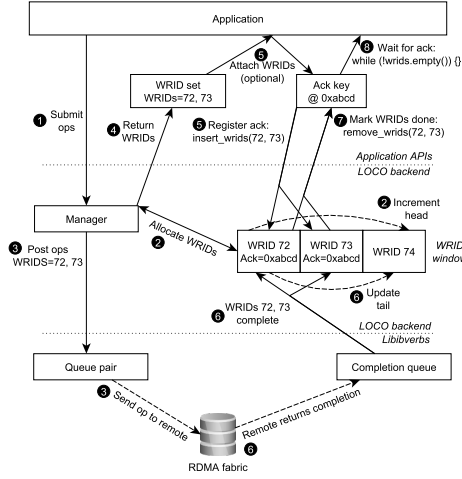 Application
8 Wait for ack:
while (!wrids.empty()) {}
5
Attach WRIDs
(optional)
WRID set
WRIDs=72, 73
Ack key
@ 0xabcd
1 Submit
ops
4 Return
WRIDs
5 Register ack:
insert_wrids(72, 73)
7 Mark WRIDs done:
remove_wrids(72, 73)
Application APIs
LOCO backend
Manager
Allocate WRIDs
2
2 Increment
head
3 Post ops
WRIDS=72, 73
WRID 72
Ack=0xabcd
WRID 73
Ack=0xabcd
WRID 74
WRID
window
6 WRIDs 72, 73
complete
6 Update
tail
LOCO backend
Libibverbs
Queue pair
Completion queue
3 Send op to remote
Remote returns completion
6
RDMA fabric